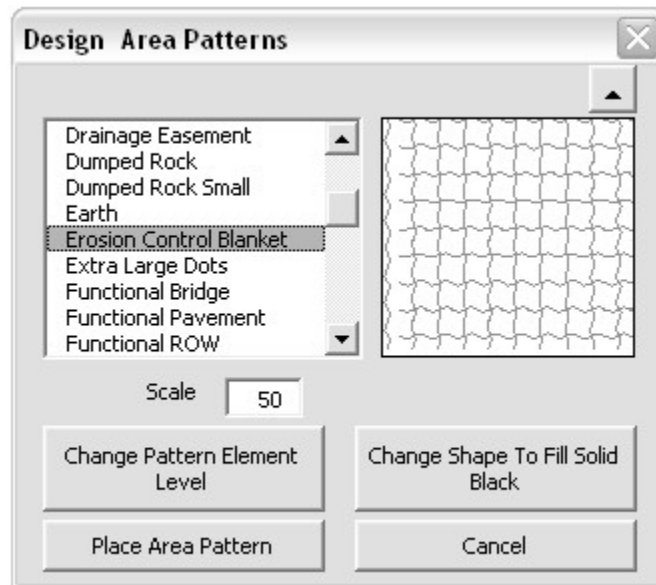 Design Area Patterns
Drainage Easement
Dumped Rock
Dumped Rock Small
Earth
Erosion Control Blanket
Extra Large Dots
Functional Bridge
Functional Pavement
Functional ROW
Scale 50
Change Pattern Element
Level
Change Shape To Fill Solid
Black
Place Area Pattern
Cancel